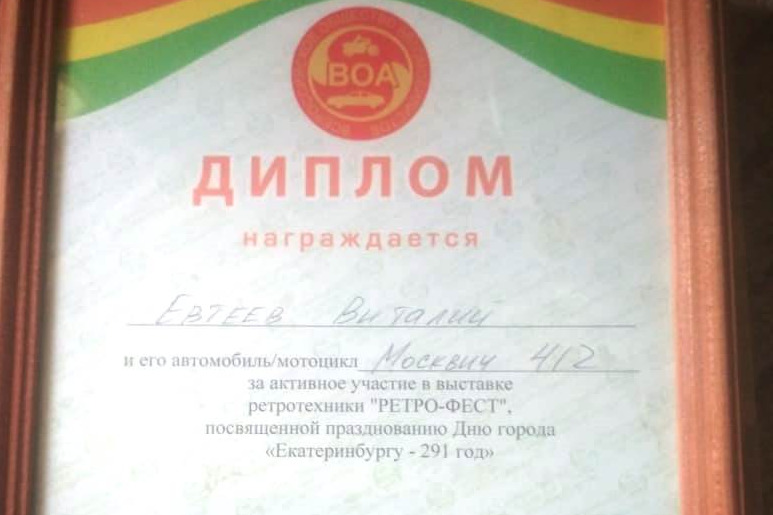 ВОА
ДИПЛОМ
награждается
Евтеев Виталий
и его автомобиль/мотоцикл Москвич 412
за активное участие в выставке
ретротехники "РЕТРО-ФЕСТ",
посвященной празднованию Дню города
«Екатеринбургу - 291 год»